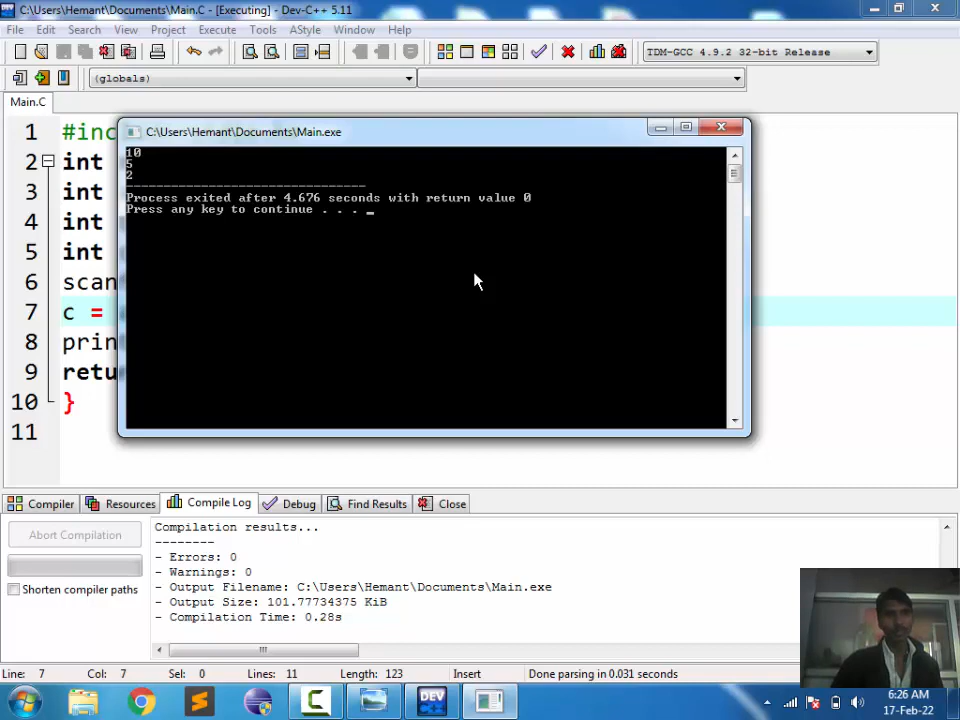 C:\Users\Hemant\Documents\Main.C - [Executing] - Dev-C++ 5.11
File Edit Search View Project Execute Tools AStyle Window Help
TDM-GCC 4.9.2 32-bit Release
(globals)
Main.C
1 #inc
2 int
3 int
4 int
5 int
6 scan
7 c =
8 prin
9 retu
10 }
11
C:\Users\Hemant\Documents\Main.exe
10
5
2
--------------------------------
Process exited after 4.676 seconds with return value 0
Press any key to continue . . . _
Compiler Resources Compile Log Debug Find Results Close
Abort Compilation
Shorten compiler paths
Compilation results...
--------
- Errors: 0
- Warnings: 0
- Output Filename: C:\Users\Hemant\Documents\Main.exe
- Output Size: 101.77734375 KiB
- Compilation Time: 0.28s
Line: 7 Col: 7 Sel: 0 Lines: 11 Length: 123 Insert Done parsing in 0.031 seconds
DEV
C++
6:26 AM
17-Feb-22